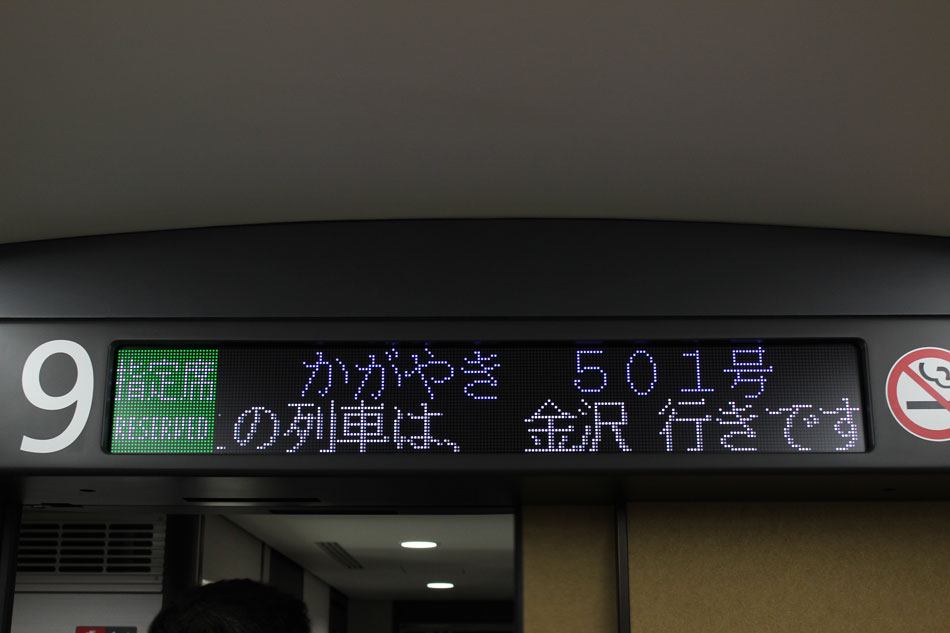 9
指定席
RESERVED
かがやき 501号
の列車は、 金沢 行きです